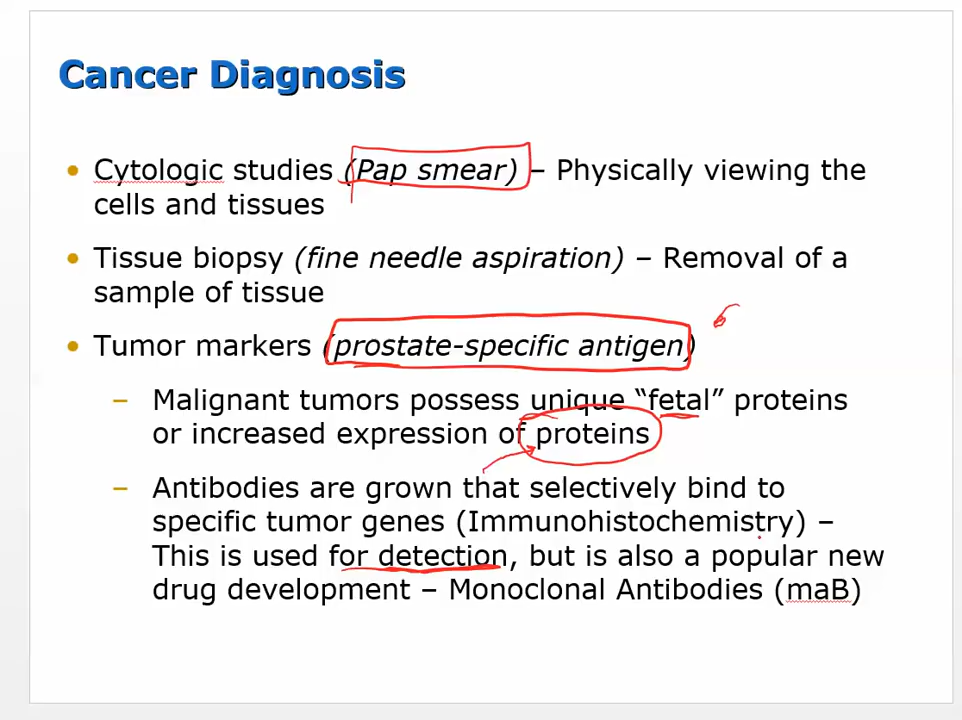 Cancer Diagnosis
• Cytologic studies (Pap smear) – Physically viewing the
cells and tissues
• Tissue biopsy (fine needle aspiration) – Removal of a
sample of tissue
• Tumor markers (prostate-specific antigen)
– Malignant tumors possess unique “fetal” proteins
or increased expression of proteins
– Antibodies are grown that selectively bind to
specific tumor genes (Immunohistochemistry) –
This is used for detection, but is also a popular new
drug development – Monoclonal Antibodies (maB)